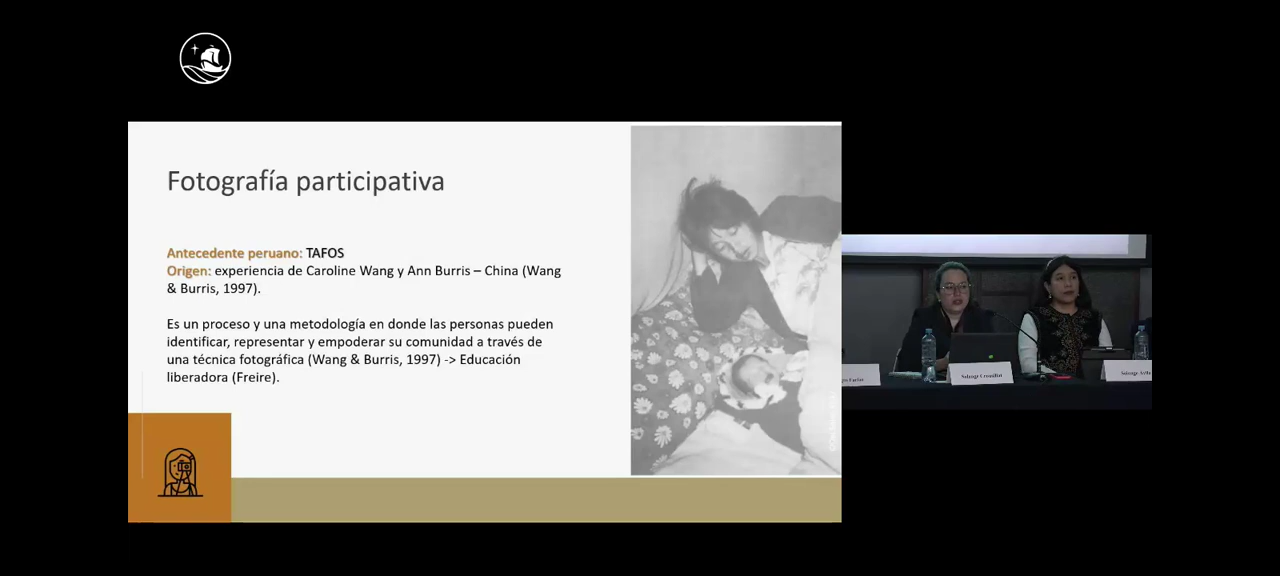 Fotografía participativa
Antecedente peruano: TAFOS
Origen: experiencia de Caroline Wang y Ann Burris – China (Wang
& Burris, 1997).
Es un proceso y una metodología en donde las personas pueden
identificar, representar y empoderar su comunidad a través de
una técnica fotográfica (Wang & Burris, 1997) -> Educación
liberadora (Freire).
Solange
Solange